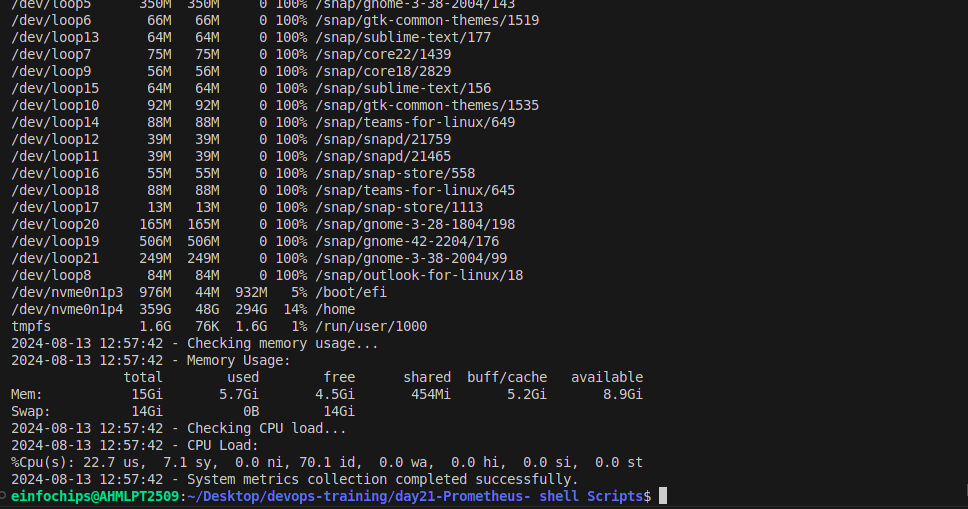 /dev/loop5      350M  350M     0 100% /snap/gnome-3-38-2004/143
/dev/loop6       66M   66M     0 100% /snap/gtk-common-themes/1519
/dev/loop13      64M   64M     0 100% /snap/sublime-text/177
/dev/loop7       75M   75M     0 100% /snap/core22/1439
/dev/loop9       56M   56M     0 100% /snap/core18/2829
/dev/loop15      64M   64M     0 100% /snap/sublime-text/156
/dev/loop10      92M   92M     0 100% /snap/gtk-common-themes/1535
/dev/loop14      88M   88M     0 100% /snap/teams-for-linux/649
/dev/loop12      39M   39M     0 100% /snap/snapd/21759
/dev/loop11      39M   39M     0 100% /snap/snapd/21465
/dev/loop16      55M   55M     0 100% /snap/snap-store/558
/dev/loop18      88M   88M     0 100% /snap/teams-for-linux/645
/dev/loop17      13M   13M     0 100% /snap/snap-store/1113
/dev/loop20     165M  165M     0 100% /snap/gnome-3-28-1804/198
/dev/loop19     506M  506M     0 100% /snap/gnome-42-2204/176
/dev/loop21     249M  249M     0 100% /snap/gnome-3-38-2004/99
/dev/loop8       84M   84M     0 100% /snap/outlook-for-linux/18
/dev/nvme0n1p3  976M   44M  932M   5% /boot/efi
/dev/nvme0n1p4  359G   48G  294G  14% /home
tmpfs           1.6G   76K  1.6G   1% /run/user/1000
2024-08-13 12:57:42 - Checking memory usage...
2024-08-13 12:57:42 - Memory Usage:
              total        used        free      shared  buff/cache   available
Mem:           15Gi       5.7Gi       4.5Gi       454Mi       5.2Gi       8.9Gi
Swap:          14Gi          0B        14Gi
2024-08-13 12:57:42 - Checking CPU load...
2024-08-13 12:57:42 - CPU Load:
%Cpu(s): 22.7 us,  7.1 sy,  0.0 ni, 70.1 id,  0.0 wa,  0.0 hi,  0.0 si,  0.0 st
2024-08-13 12:57:42 - System metrics collection completed successfully.
einfochips@AHMLPT2509:~/Desktop/devops-training/day21-Prometheus- shell Scripts$